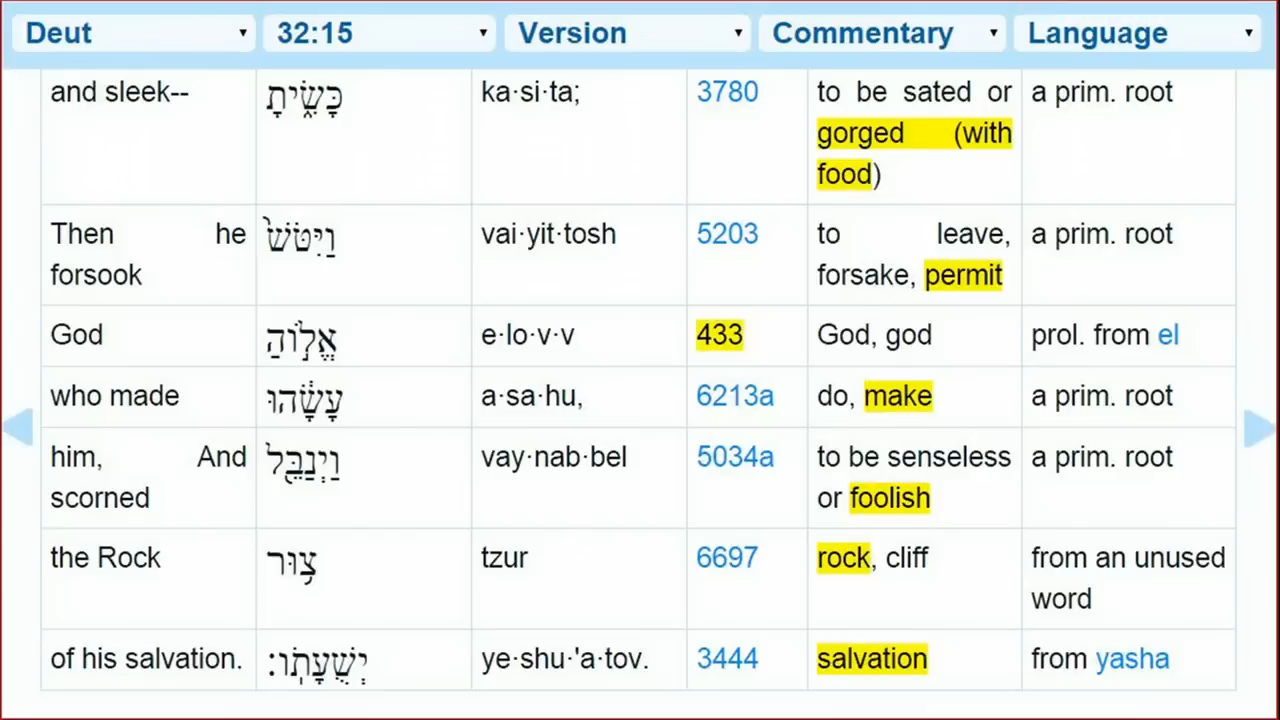 Deut 32:15 Version Commentary Language
and sleek-- כָּשִׂ֑יתָ ka·si·ta; 3780 to be sated or a prim. root
gorged (with
food)
Then he וַיִּטֹּשׁ֙ vai·yit·tosh 5203 to leave, a prim. root
forsook forsake, permit
God אֱל֣וֹהַ e·lo·v·v 433 God, god prol. from el
who made עָשָׂ֔הוּ a·sa·hu, 6213a do, make a prim. root
him, And וַיְנַבֵּ֖ל vay·nab·bel 5034a to be senseless a prim. root
scorned or foolish
the Rock צ֥וּר tzur 6697 rock, cliff from an unused
word
of his salvation. יְשֻׁעָתֽוֹ׃ ye·shu·'a·tov. 3444 salvation from yasha